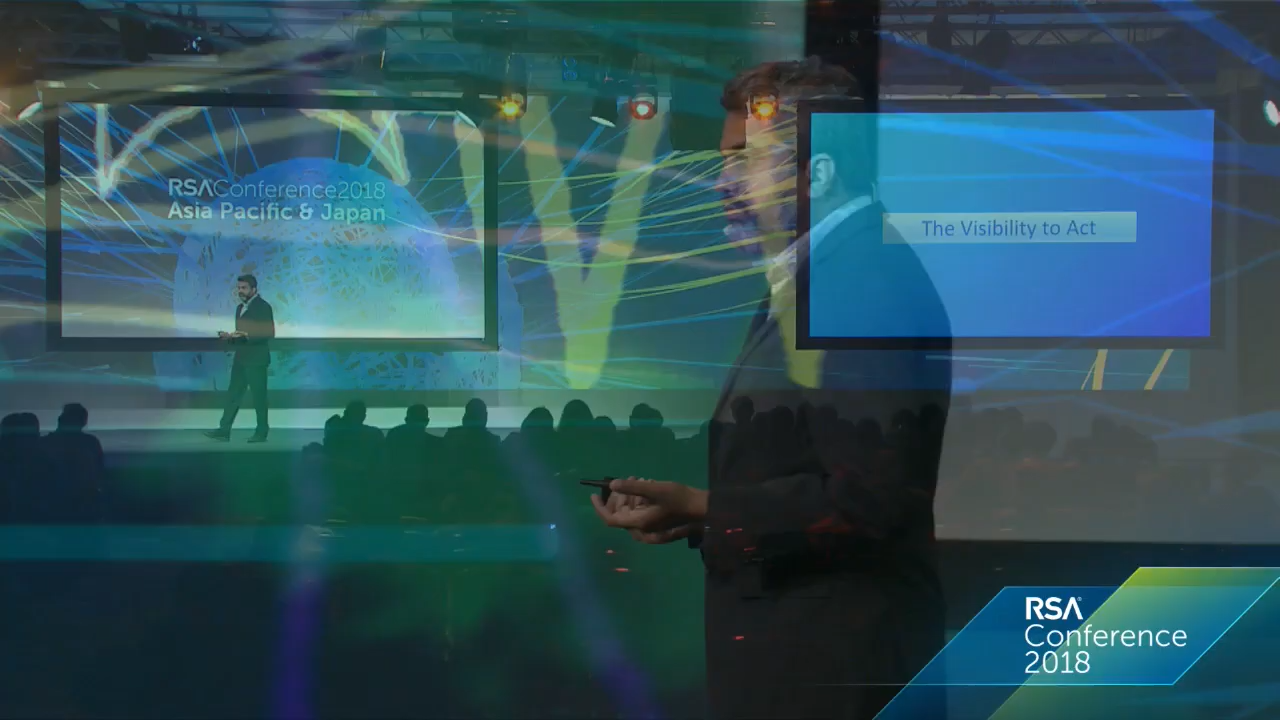 RSAConference2018
Asia Pacific & Japan
The Visibility to Act
RSA
Conference
2018